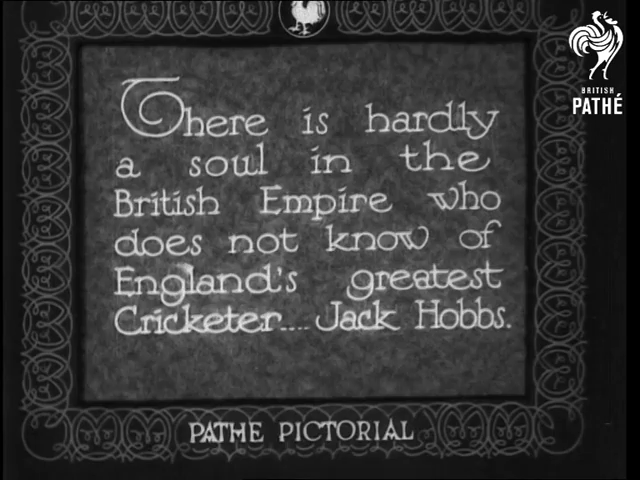 There is hardly
a soul in the
British Empire who
does not know of
England's greatest
Cricketer.... Jack Hobbs.
PATHE PICTORIAL
BRITISH
PATHÉ